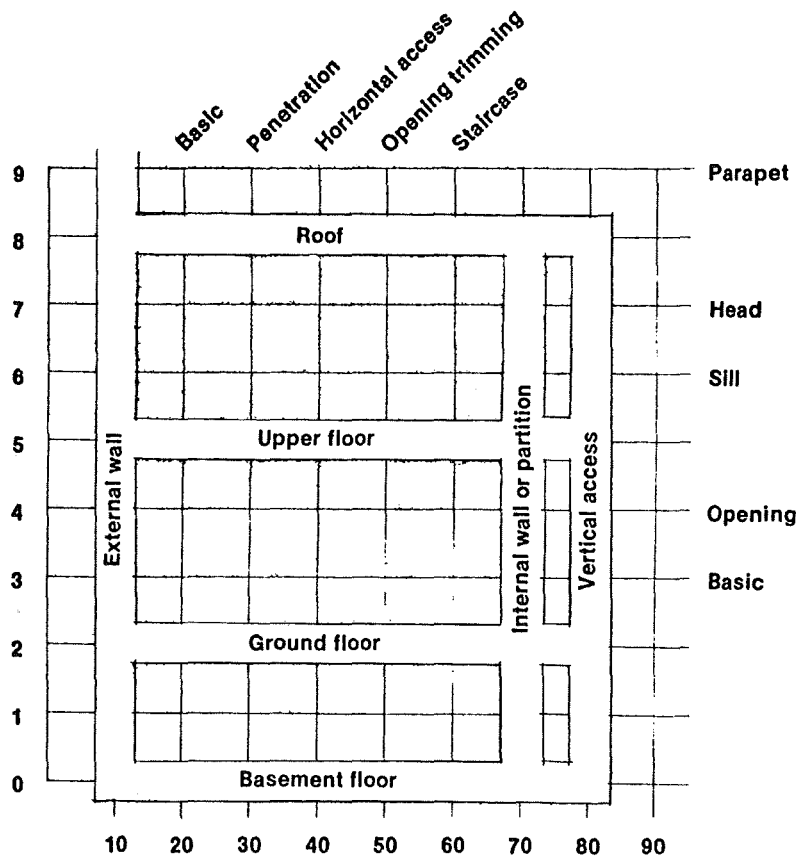 Basic
Penetration
Horizontal access
Opening trimming
Staircase
9
Parapet
8
Roof
7
Head
6
Sill
5
Upper floor
External wall
Internal wall or partition
Vertical access
4
Opening
3
Basic
2
Ground floor
1
0
Basement floor
10 20 30 40 50 60 70 80 90